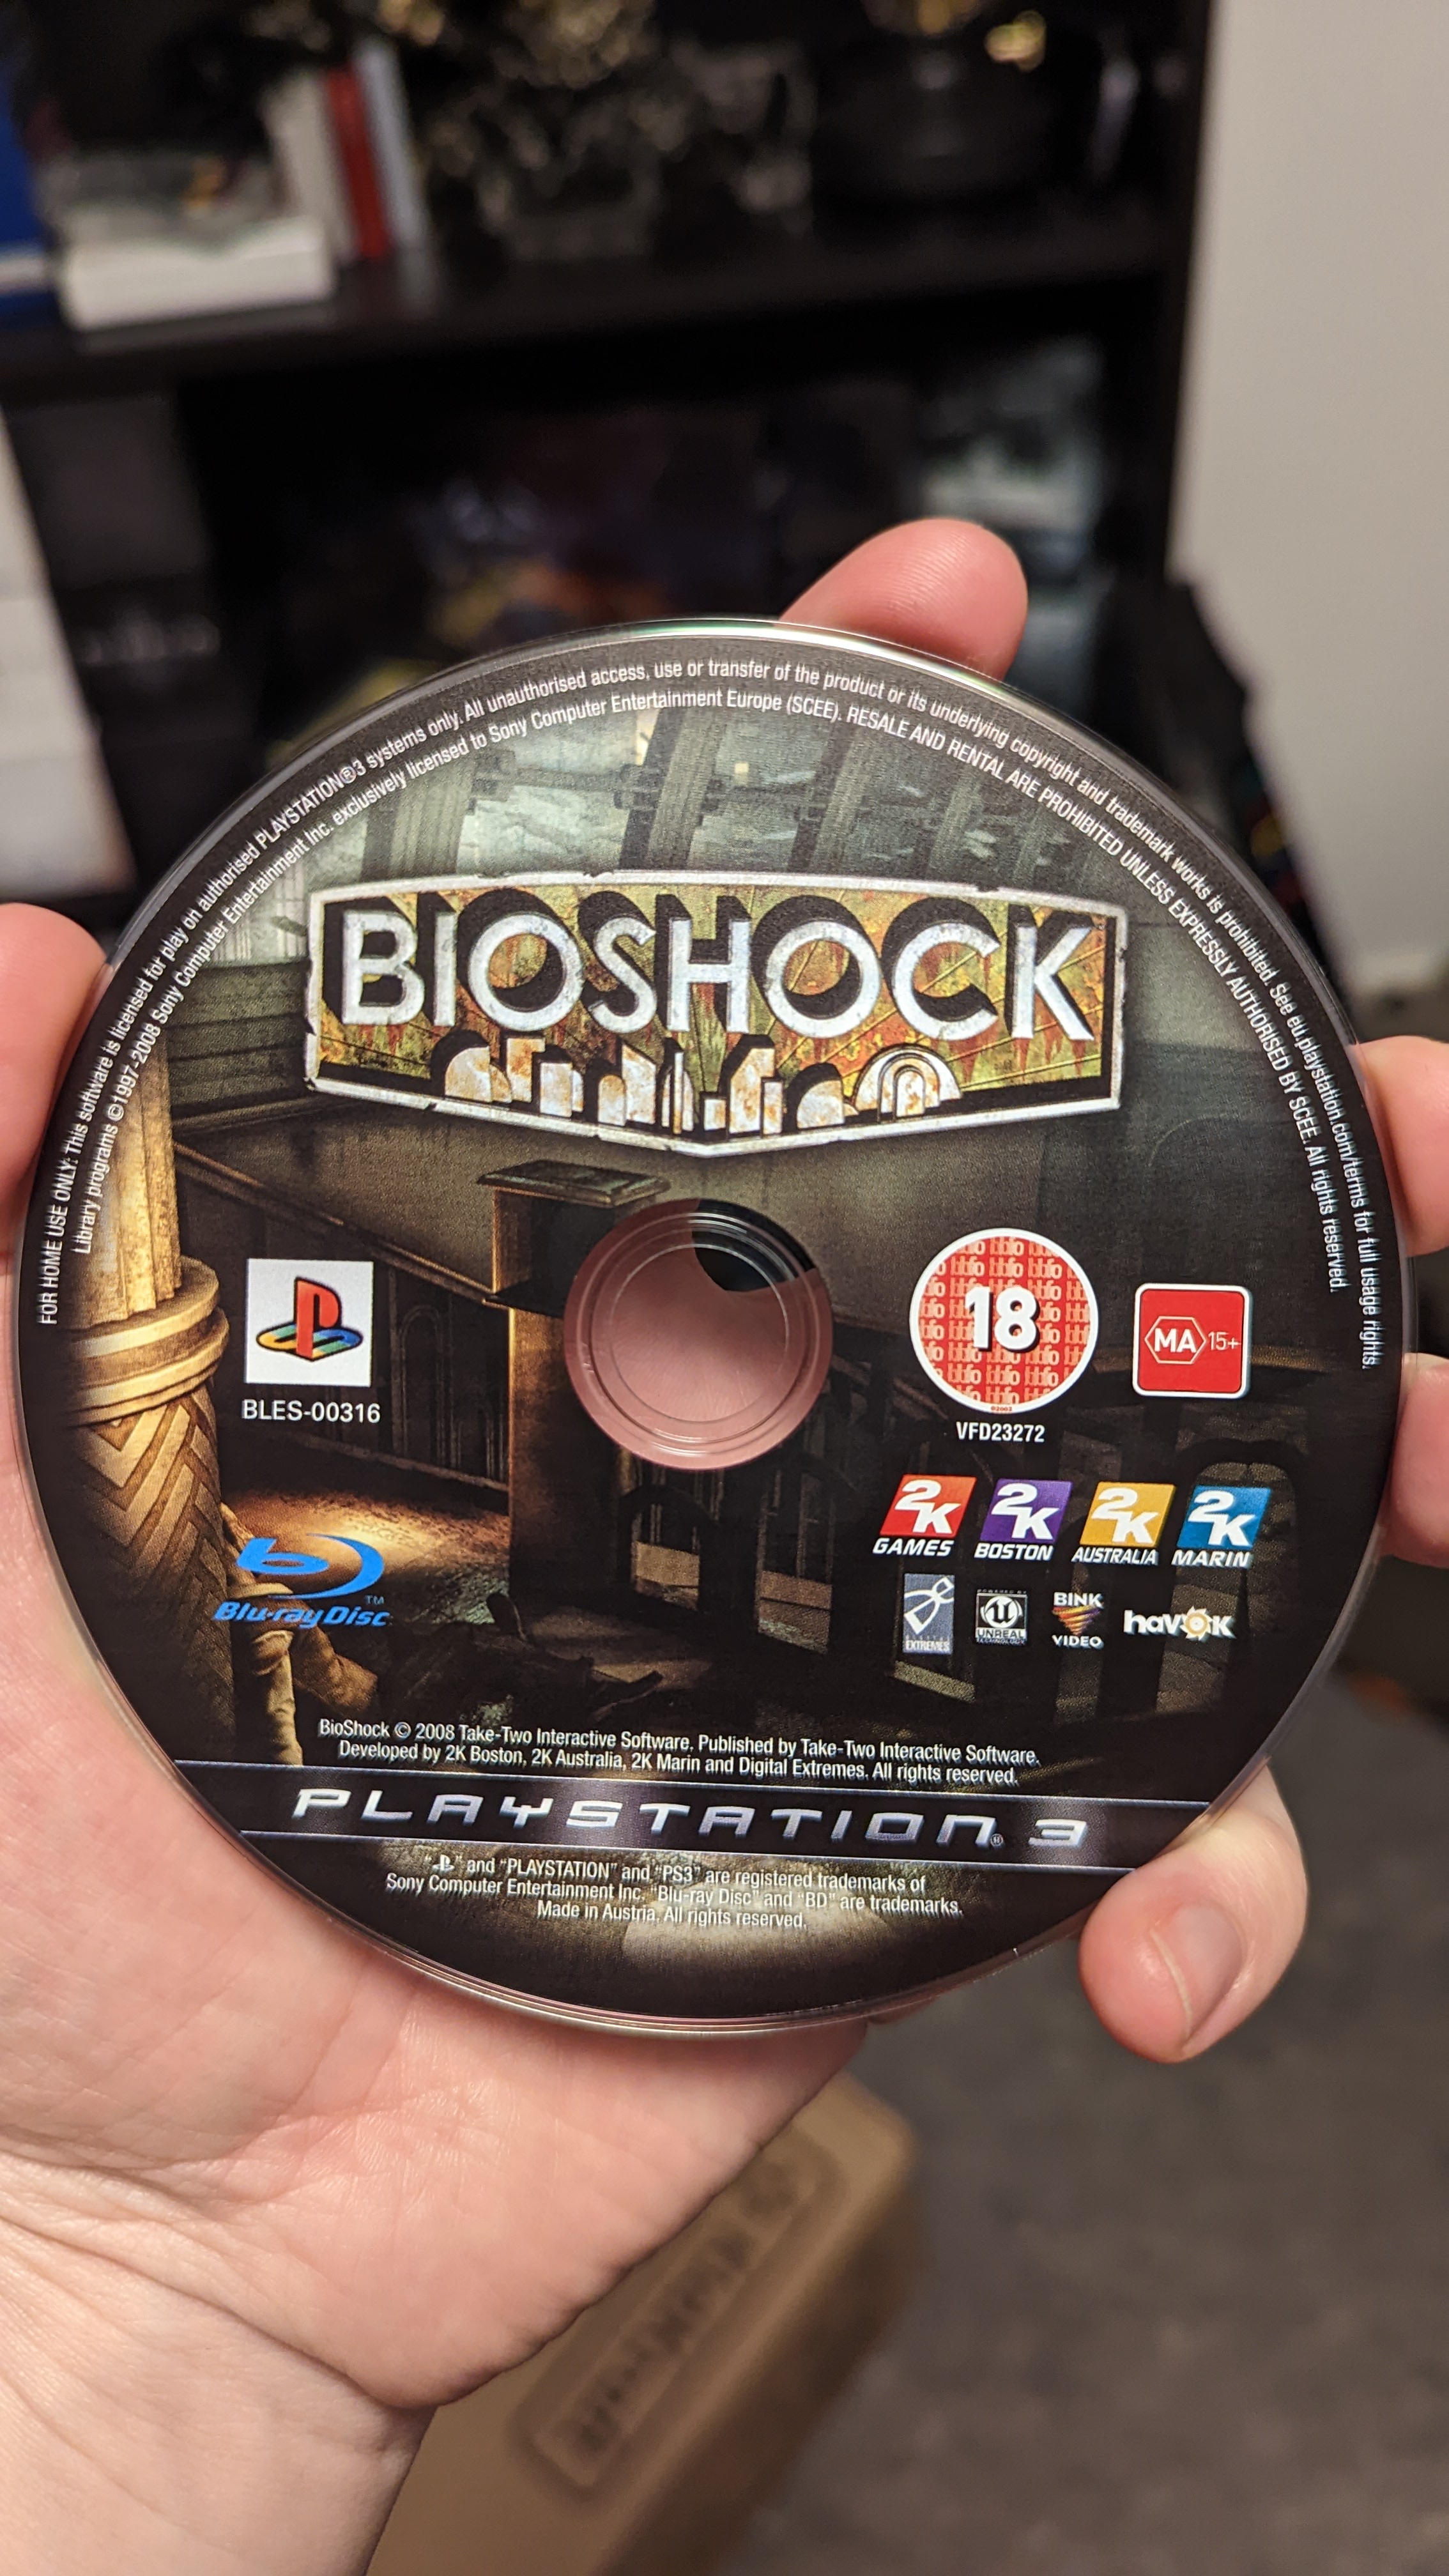 FOR HOME USE ONLY: This software is licensed for play on authorised PLAYSTATION®3 systems only. All unauthorised access, use or transfer of the product or its underlying copyright and trademark works is prohibited. See eu.playstation.com/terms for full usage rights.
Library programs ©1997-2008 Sony Computer Entertainment Inc. exclusively licensed to Sony Computer Entertainment Europe (SCEE). RESALE AND RENTAL ARE PROHIBITED UNLESS EXPRESSLY AUTHORISED BY SCEE. All rights reserved.
BIOSHOCK
BLES-00316
18
MA 15+
VFD23272
2K GAMES
2K BOSTON
2K AUSTRALIA
2K MARIN
Blu-ray Disc™
EXTREMES
UNREAL
BINK VIDEO
havok
BioShock © 2008 Take-Two Interactive Software. Published by Take-Two Interactive Software.
Developed by 2K Boston, 2K Australia, 2K Marin and Digital Extremes. All rights reserved.
PLAYSTATION® 3
" " and "PLAYSTATION" and "PS3" are registered trademarks of
Sony Computer Entertainment Inc. "Blu-ray Disc" and "BD" are trademarks.
Made in Austria. All rights reserved.